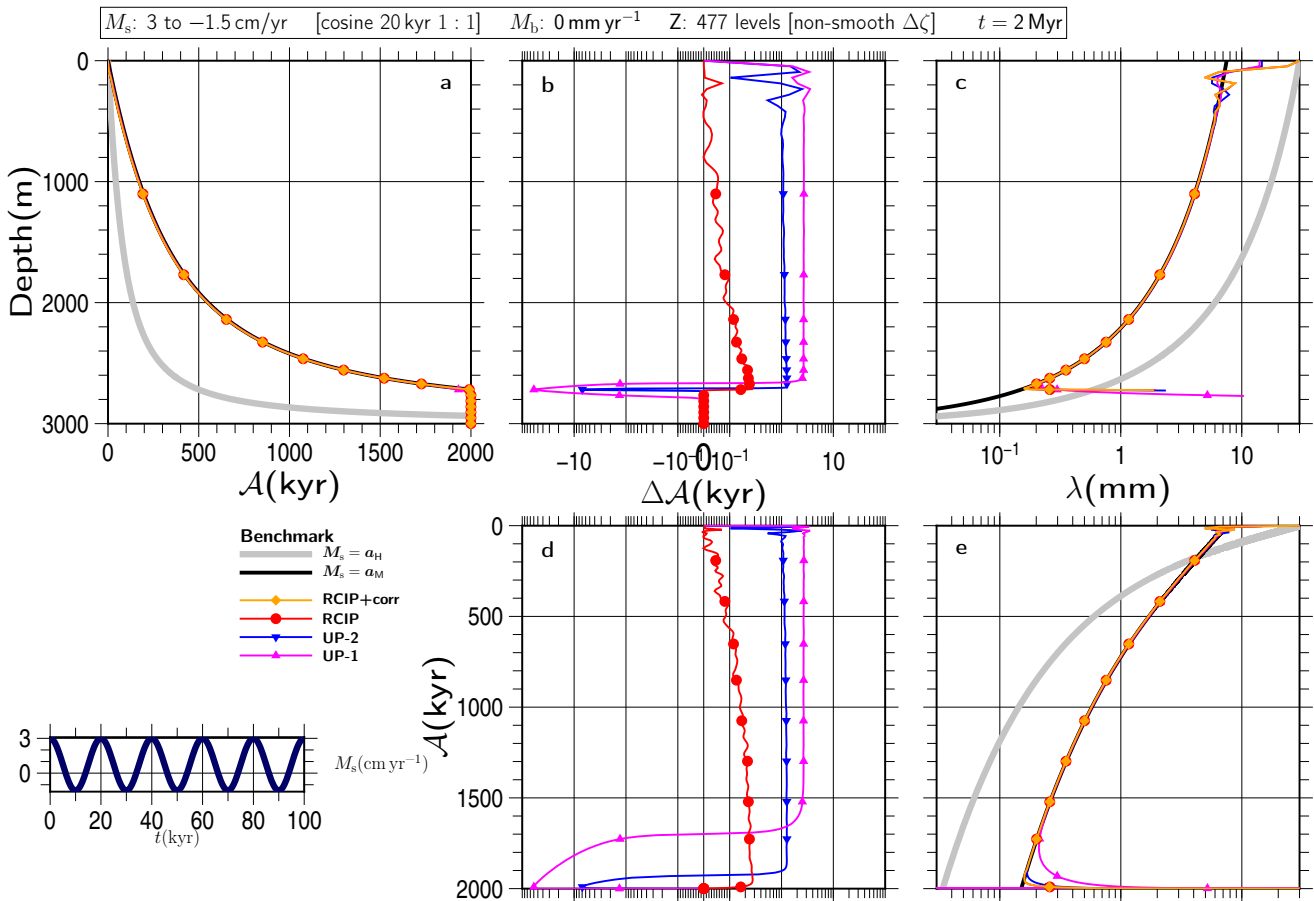 Mₛ: 3 to −1.5 cm/yr [cosine 20 kyr 1 : 1] M_b: 0 mm yr⁻¹ Z: 477 levels [non-smooth Δζ] t = 2 Myr
a b c
0
1000
2000
3000
Depth(m)
0 500 1000 1500 2000
𝒜(kyr)
−10 −10⁻¹ 0 10⁻¹ 10
Δ𝒜(kyr)
10⁻¹ 1 10
λ(mm)
Benchmark
Mₛ = a_H
Mₛ = a_M
RCIP+corr
RCIP
UP-2
UP-1
d e
0
500
1000
1500
2000
𝒜(kyr)
3
0
Mₛ(cm yr⁻¹)
0 20 40 60 80 100
t(kyr)